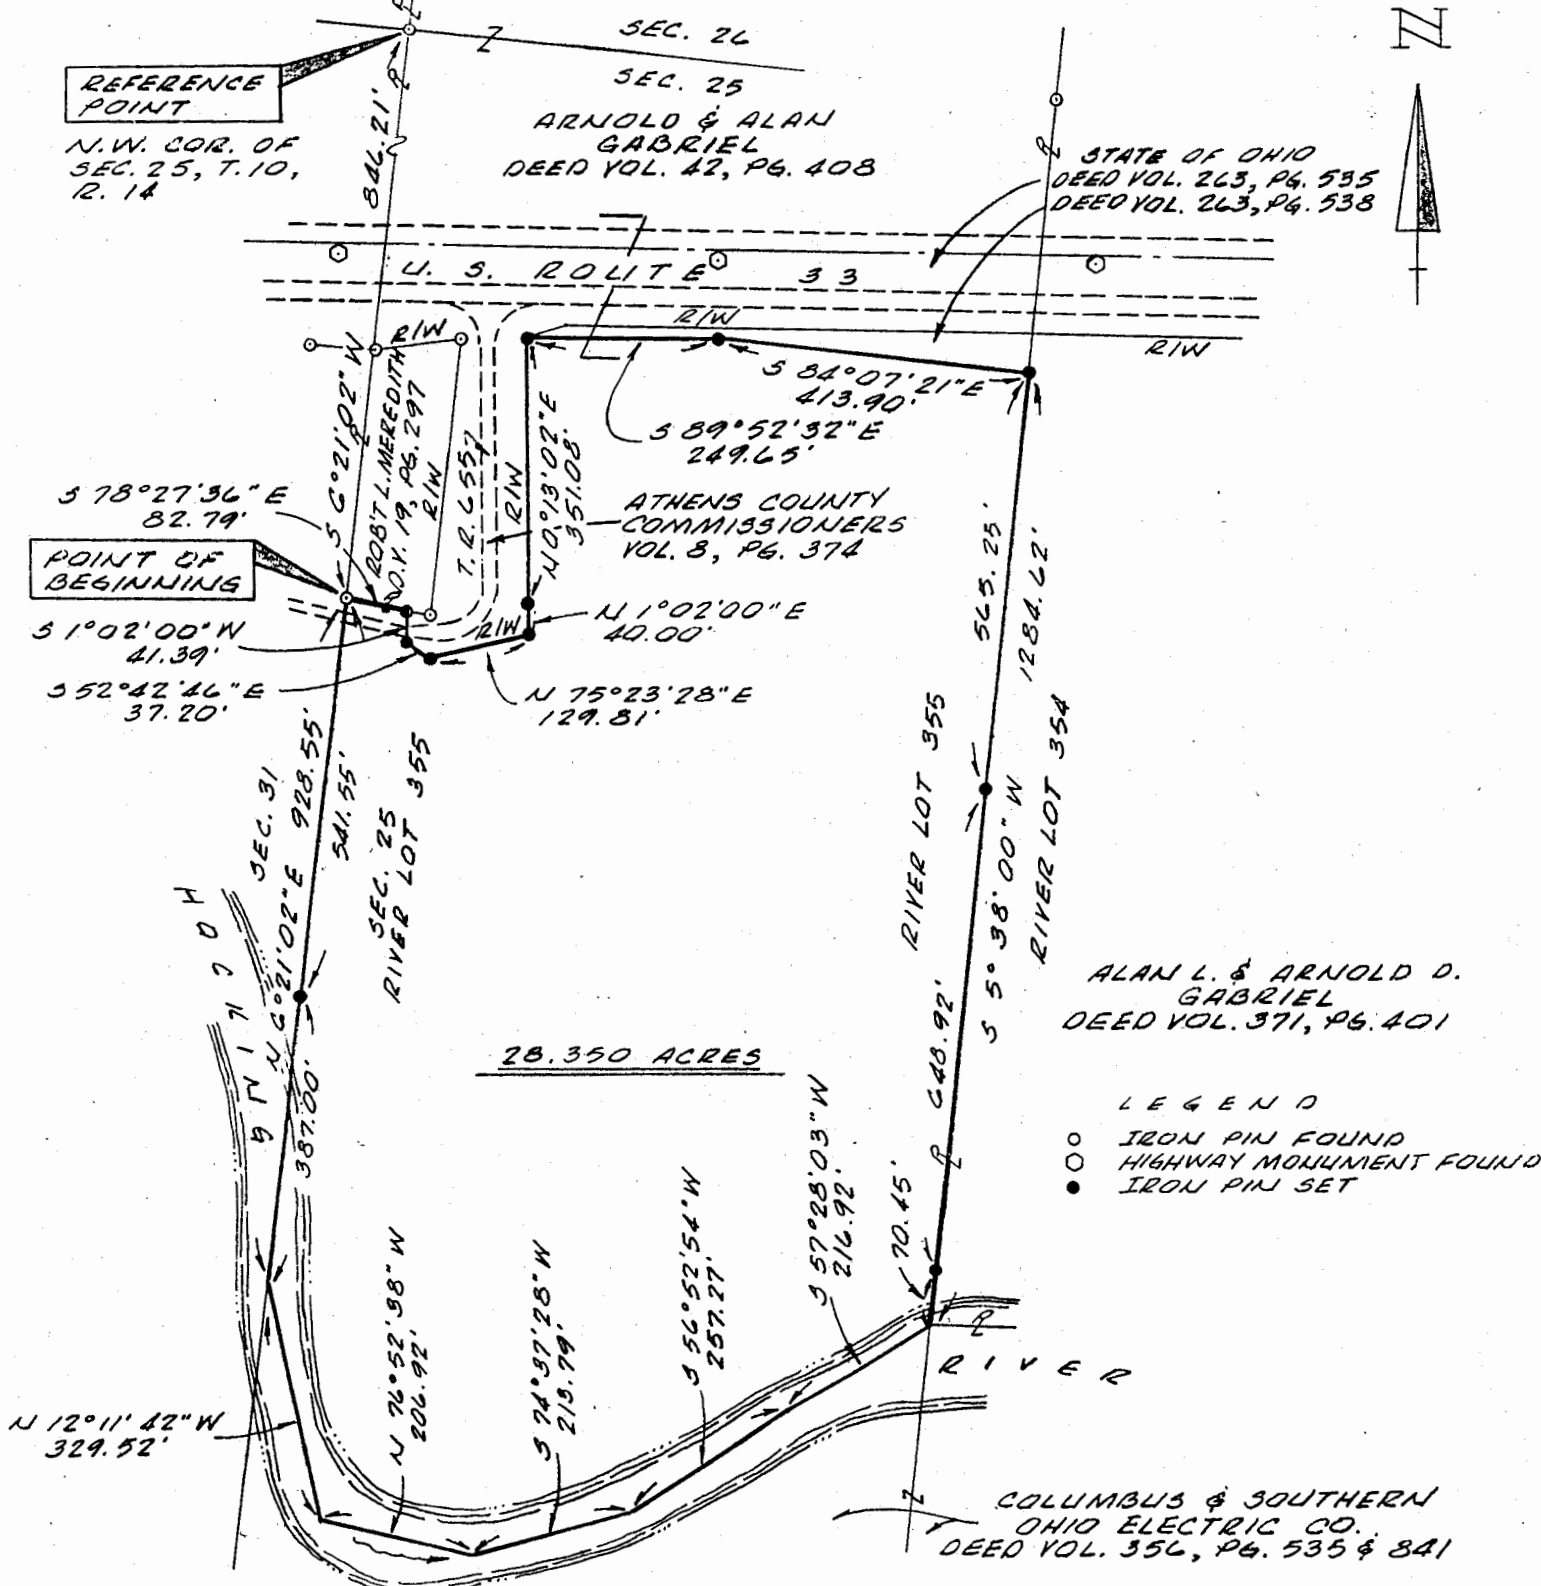 N
SEC. 26
SEC. 25
REFERENCE
POINT
N.W. COR. OF
SEC. 25, T. 10,
R. 14
846.21'
ARNOLD & ALAN
GABRIEL
DEED VOL. 42, PG. 408
STATE OF OHIO
DEED VOL. 263, PG. 535
DEED VOL. 263, PG. 538
U. S. ROUTE 33
R/W
R/W
R/W
S 84°07'21" E
413.90'
S 89°52'32" E
249.65'
S 6°21'02" W
ROB'T L. MEREDITH
O.V. 19, PG. 297
R/W
T. R. 655
R/W
N 0°13'02" E
351.08'
S 78°27'36" E
82.79'
ATHENS COUNTY
COMMISSIONERS
VOL. 8, PG. 374
POINT OF
BEGINNING
S 1°02'00" W
41.39'
R/W
N 1°02'00" E
40.00'
S 52°42'46" E
37.20'
N 75°23'28" E
129.81'
565.25'
1284.62'
RIVER LOT 355
RIVER LOT 354
S 5°38'00" W
SEC. 31
N 6°21'02" E 928.55'
541.55'
SEC. 25
RIVER LOT 355
HOCKING
387.00'
28.350 ACRES
648.92'
ALAN L. & ARNOLD D.
GABRIEL
DEED VOL. 371, PG. 401
LEGEND
IRON PIN FOUND
HIGHWAY MONUMENT FOUND
IRON PIN SET
70.45'
S 57°28'03" W
216.92'
S 56°52'54" W
257.27'
S 74°37'28" W
213.79'
N 76°52'38" W
206.92'
N 12°11'42" W
329.52'
RIVER
COLUMBUS & SOUTHERN
OHIO ELECTRIC CO.
DEED VOL. 356, PG. 535 & 841